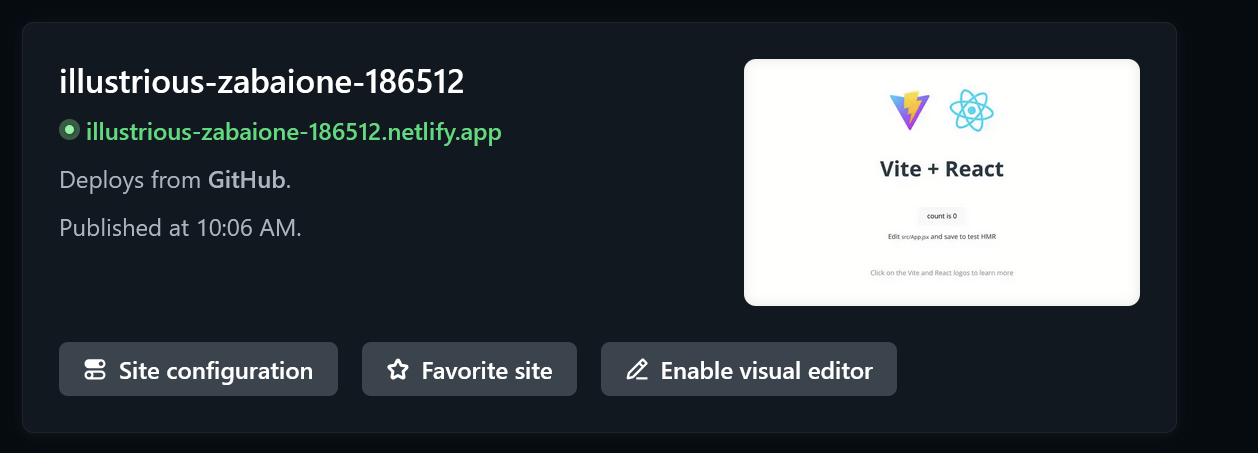 illustrious-zabaione-186512
illustrious-zabaione-186512.netlify.app
Deploys from GitHub.
Published at 10:06 AM.
Vite + React
count is 0
Edit src/App.jsx and save to test HMR
Click on the Vite and React logos to learn more
Site configuration
Favorite site
Enable visual editor